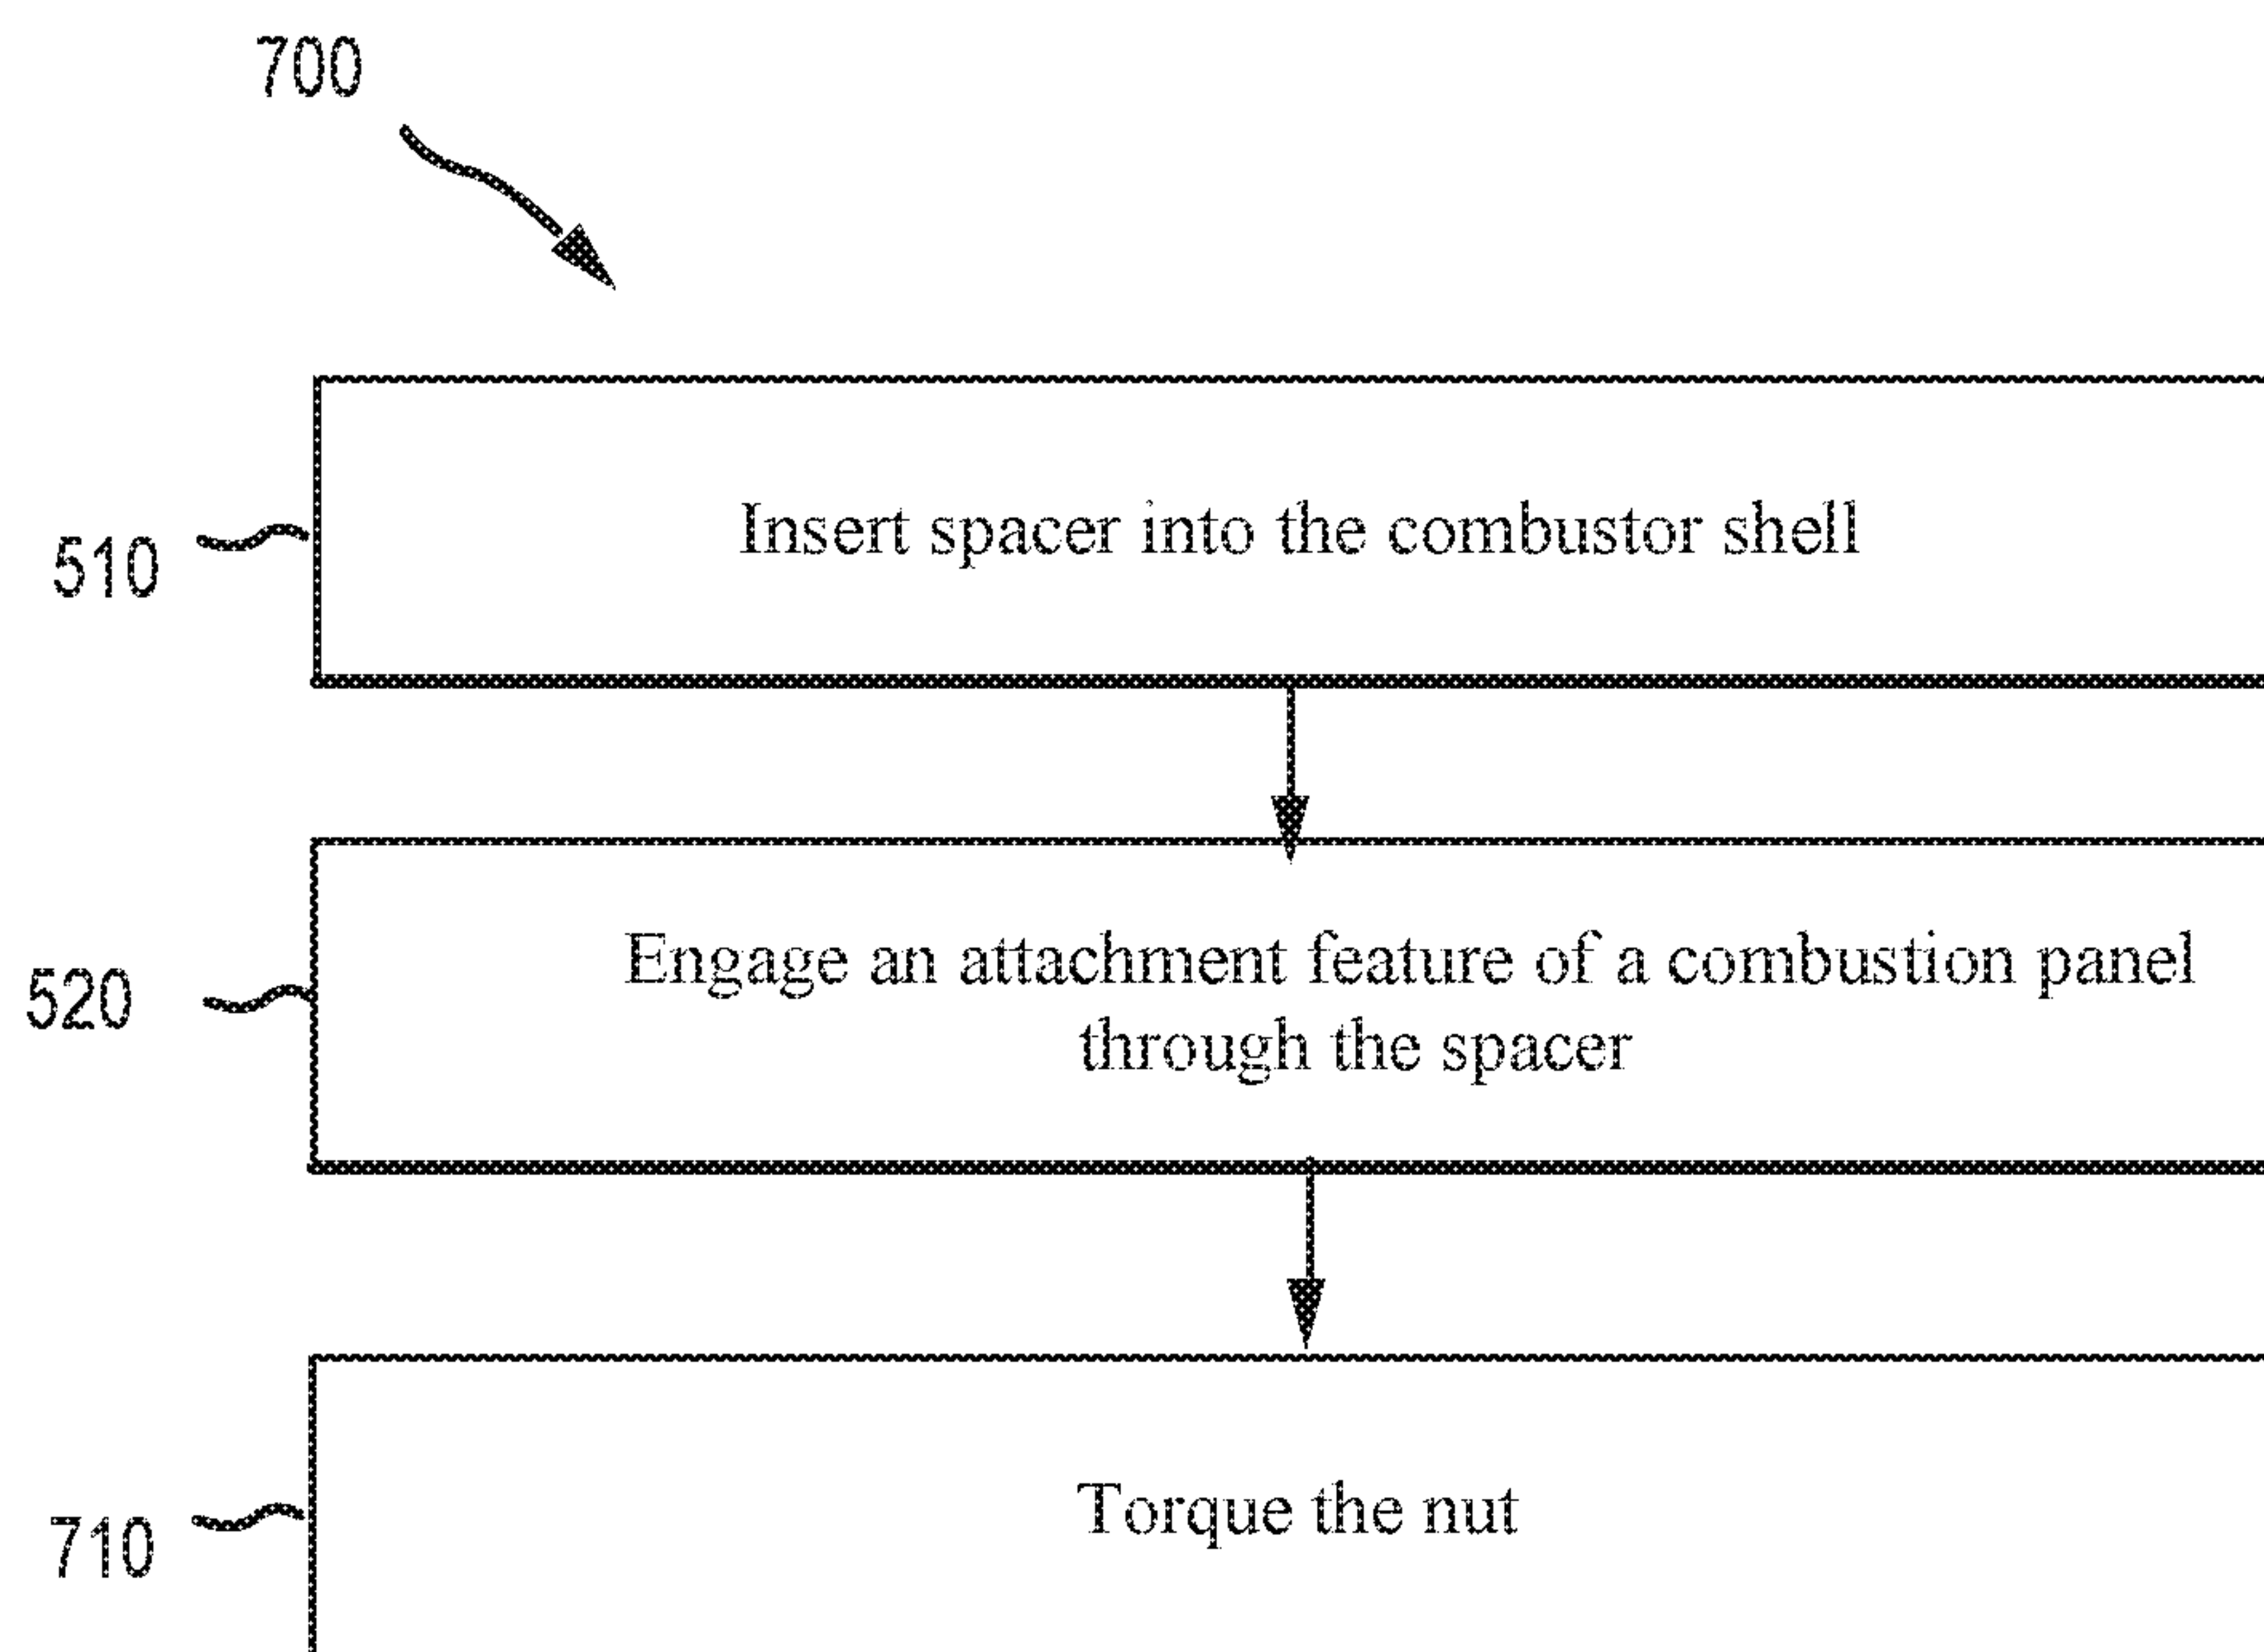 700
510
Insert spacer into the combustor shell
520
Engage an attachment feature of a combustion panel
through the spacer
710
Torque the nut